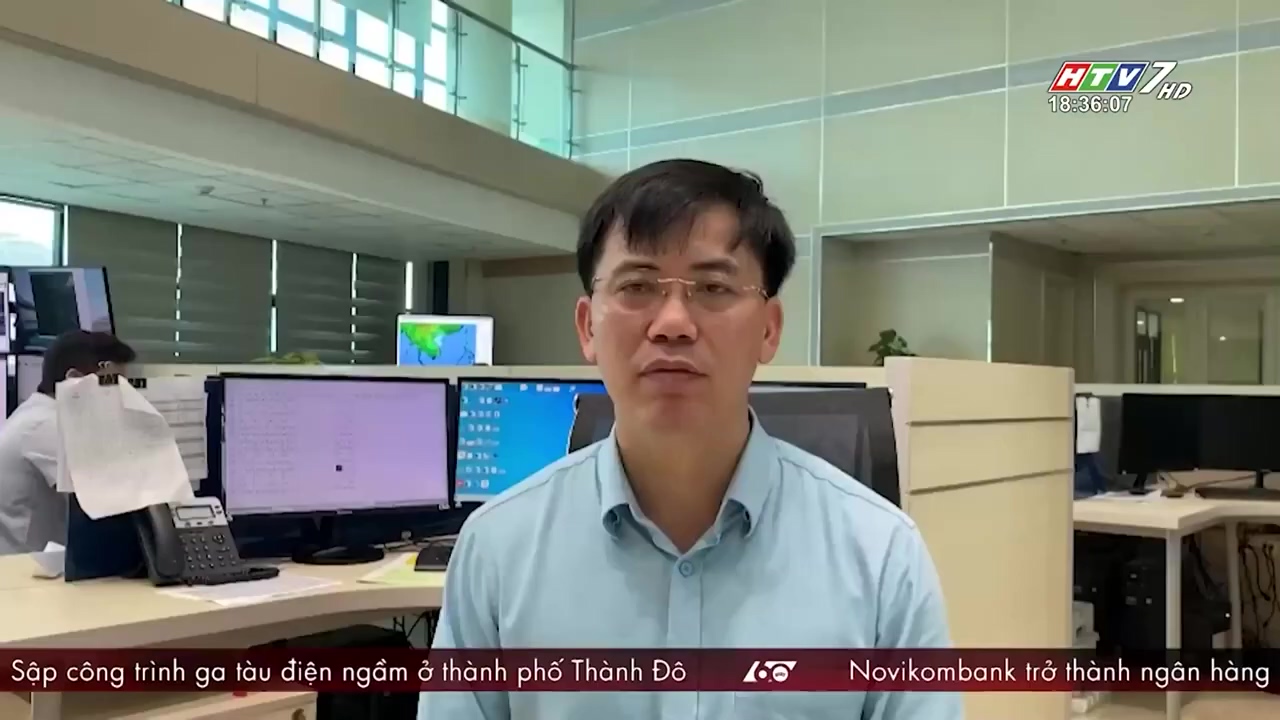 HTV7 HD
18:36:07
Sập công trình ga tàu điện ngầm ở thành phố Thành Đô 60 Novikombank trở thành ngân hàng